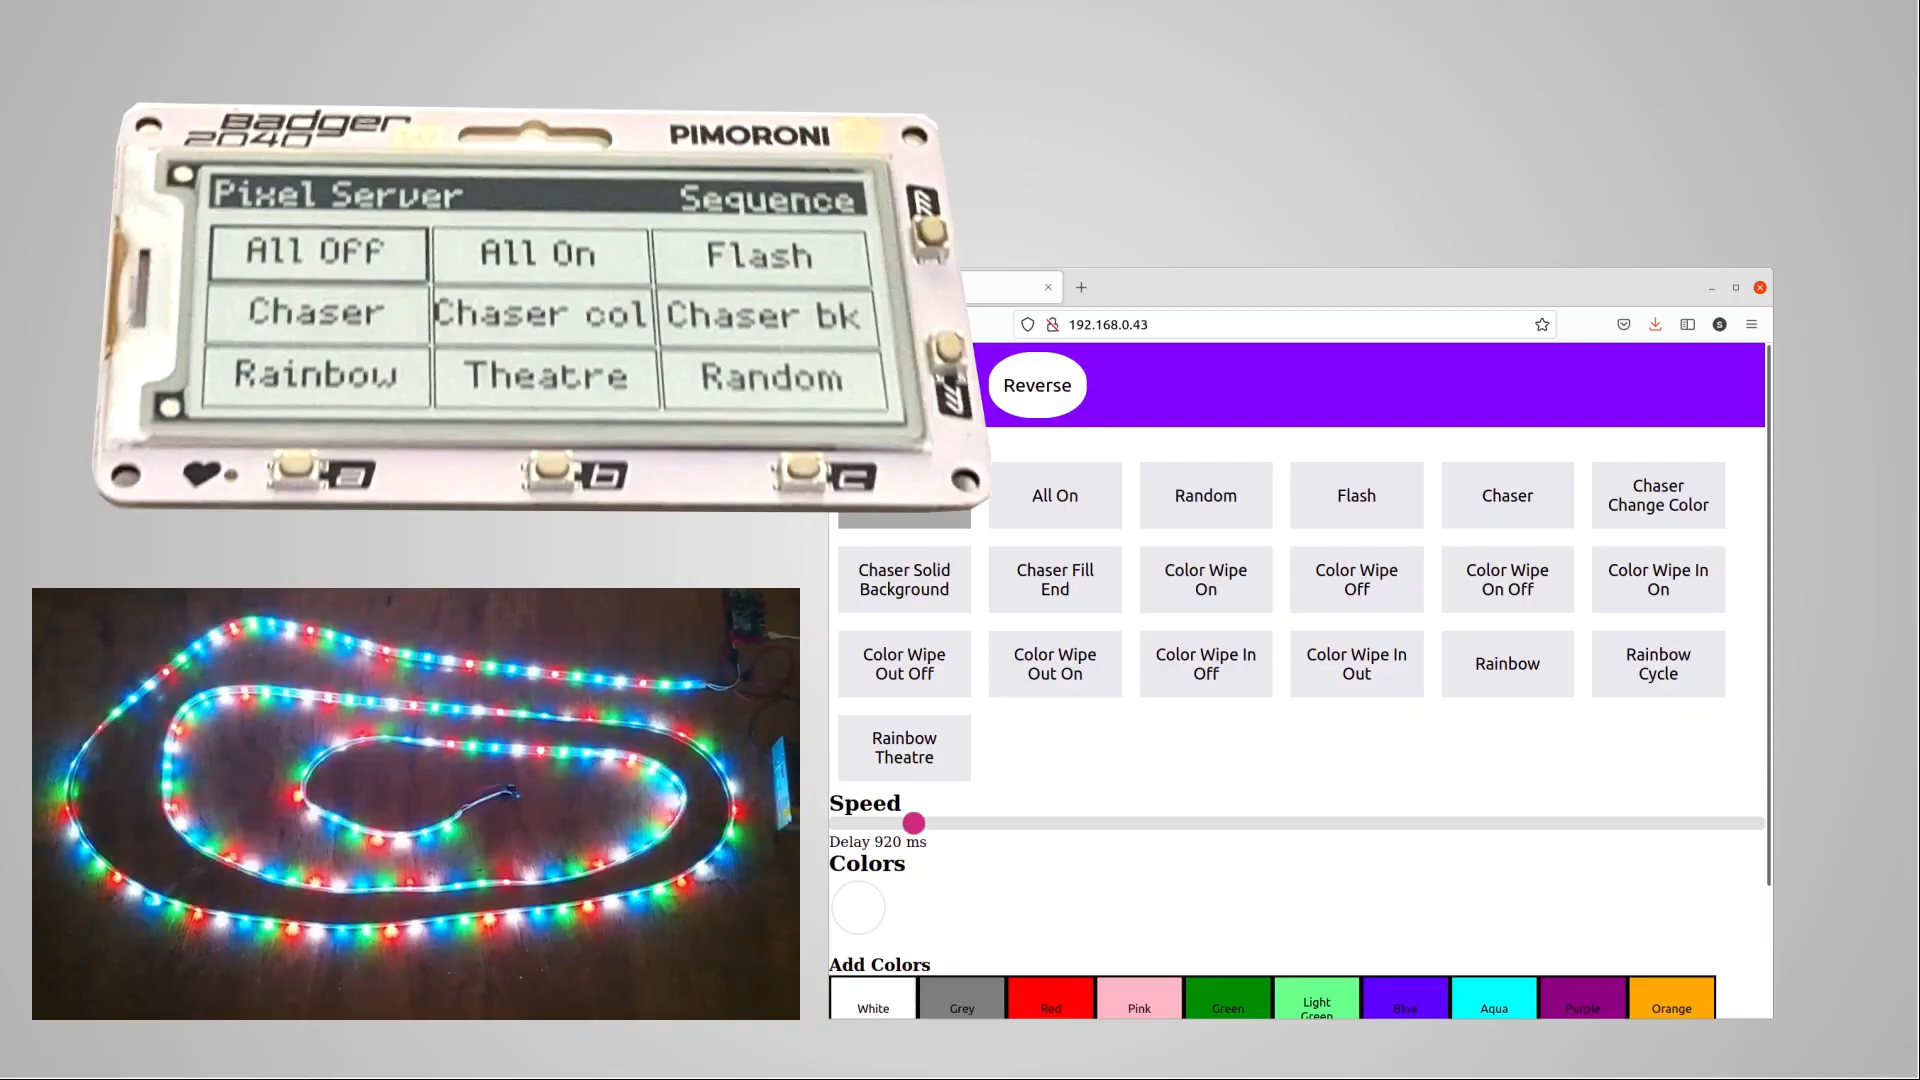 Badger
2040
PIMORONI
Pixel Server
Sequence
All Off
All On
Flash
Chaser
Chaser col
Chaser bk
Rainbow
Theatre
Random
a
b
c
192.168.0.43
S
Reverse
All On
Random
Flash
Chaser
Chaser
Change Color
Chaser Solid
Background
Chaser Fill
End
Color Wipe
On
Color Wipe
Off
Color Wipe
On Off
Color Wipe In
On
Color Wipe
Out Off
Color Wipe
Out On
Color Wipe In
Off
Color Wipe In
Out
Rainbow
Rainbow
Cycle
Rainbow
Theatre
Speed
Delay 920 ms
Colors
Add Colors
White
Grey
Red
Pink
Green
Light
Green
Blue
Aqua
Purple
Orange